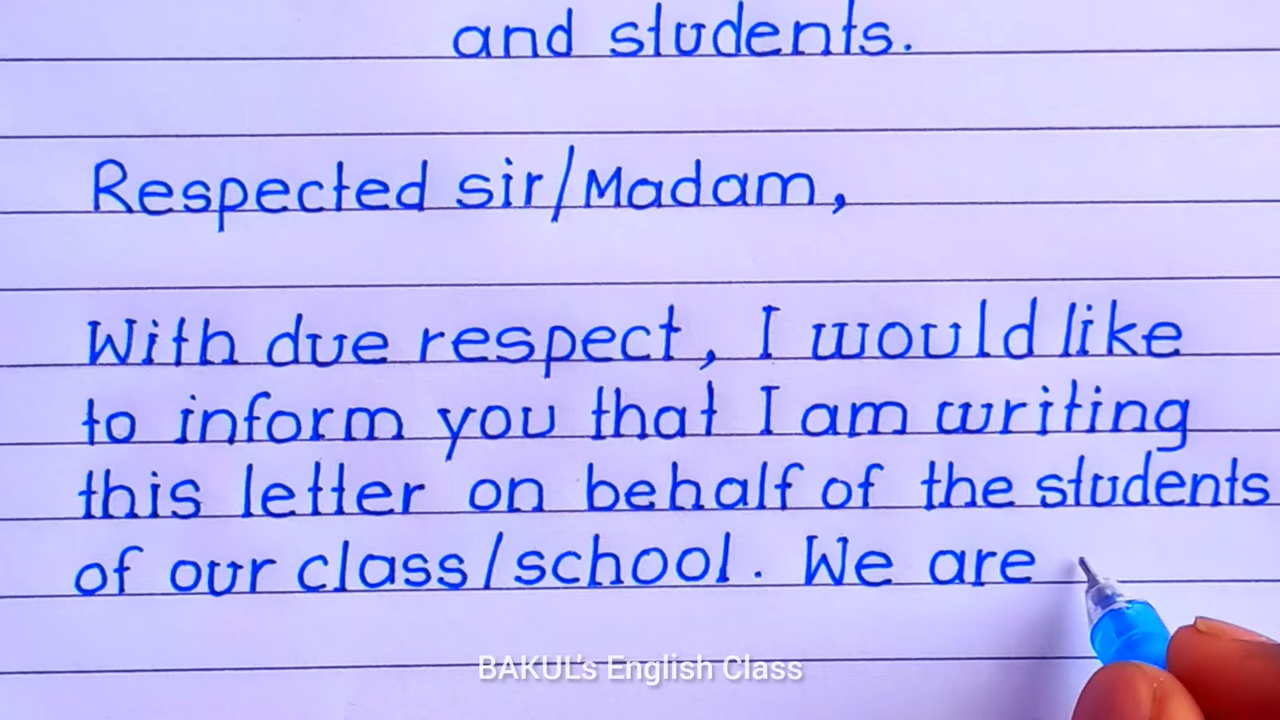 and students.
Respected sir/Madam,
With due respect, I would like
to inform you that I am writing
this letter on behalf of the students
of our class/school. We are
BAKUL's English Class